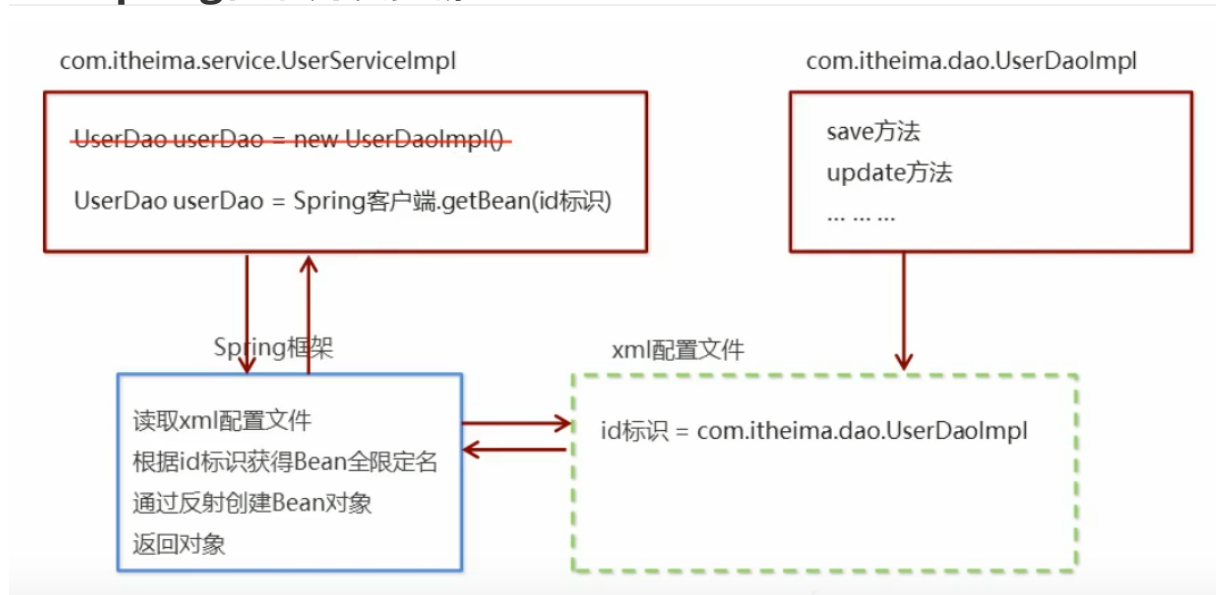 com.itheima.service.UserServiceImpl
UserDao userDao = new UserDaoImpl()
UserDao userDao = Spring客户端.getBean(id标识)
com.itheima.dao.UserDaoImpl
save方法
update方法
... ... ...
Spring框架
读取xml配置文件
根据id标识获得Bean全限定名
通过反射创建Bean对象
返回对象
xml配置文件
id标识 = com.itheima.dao.UserDaoImpl